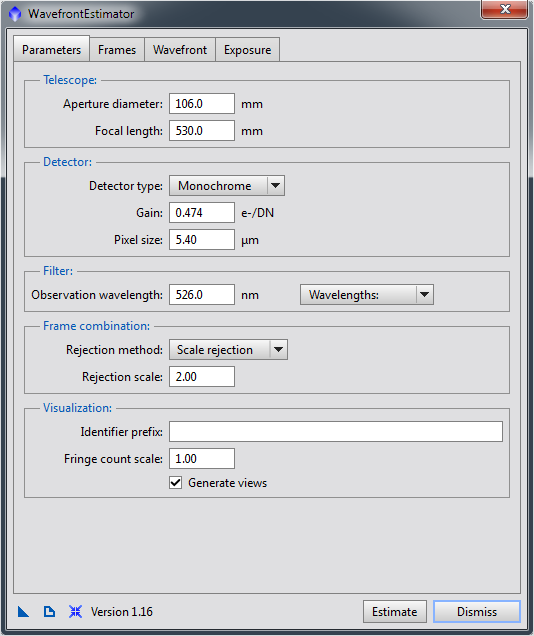 WavefrontEstimator
Parameters Frames Wavefront Exposure
Telescope:
Aperture diameter: 106.0 mm
Focal length: 530.0 mm
Detector:
Detector type: Monochrome
Gain: 0.474 e-/DN
Pixel size: 5.40 µm
Filter:
Observation wavelength: 526.0 nm Wavelengths:
Frame combination:
Rejection method: Scale rejection
Rejection scale: 2.00
Visualization:
Identifier prefix:
Fringe count scale: 1.00
Generate views
Version 1.16 Estimate Dismiss